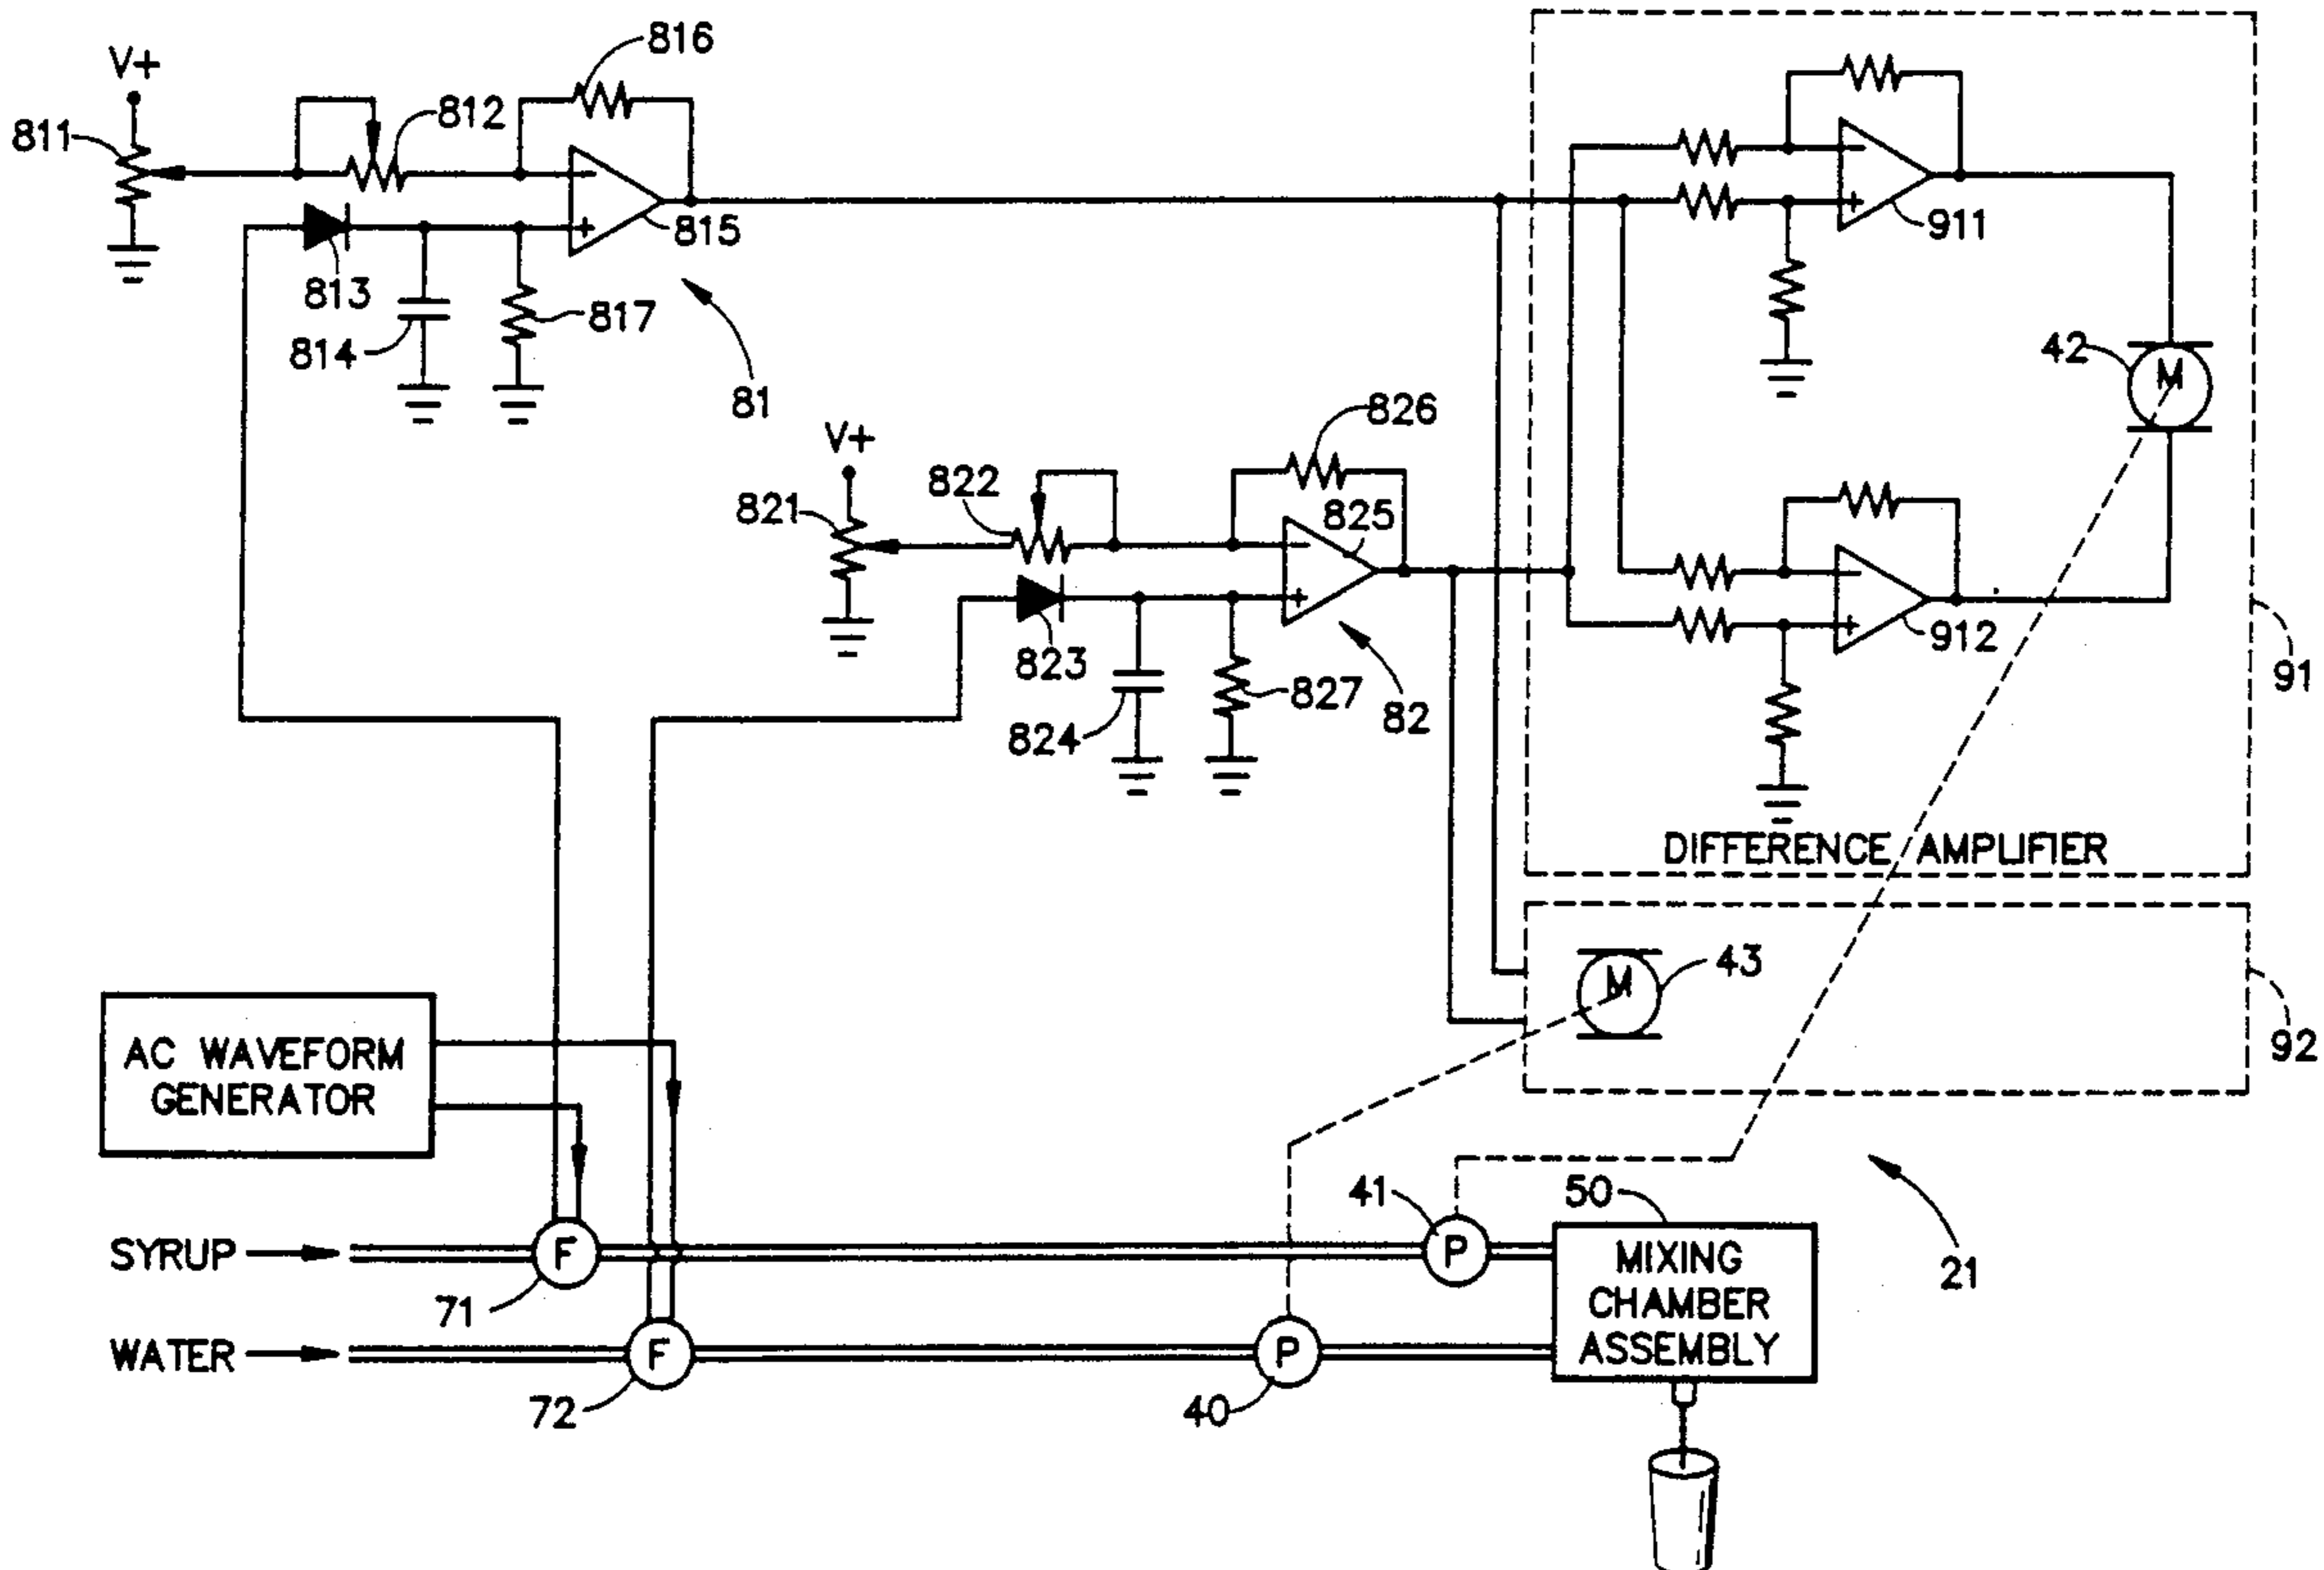 816
V+
811
812
813
814
815
817
81
V+
821
822
823
824
825
826
827
82
911
42
M
912
91
DIFFERENCE AMPLIFIER
M
43
92
AC WAVEFORM
GENERATOR
SYRUP
F
71
WATER
F
72
41
P
40
P
50
MIXING
CHAMBER
ASSEMBLY
21